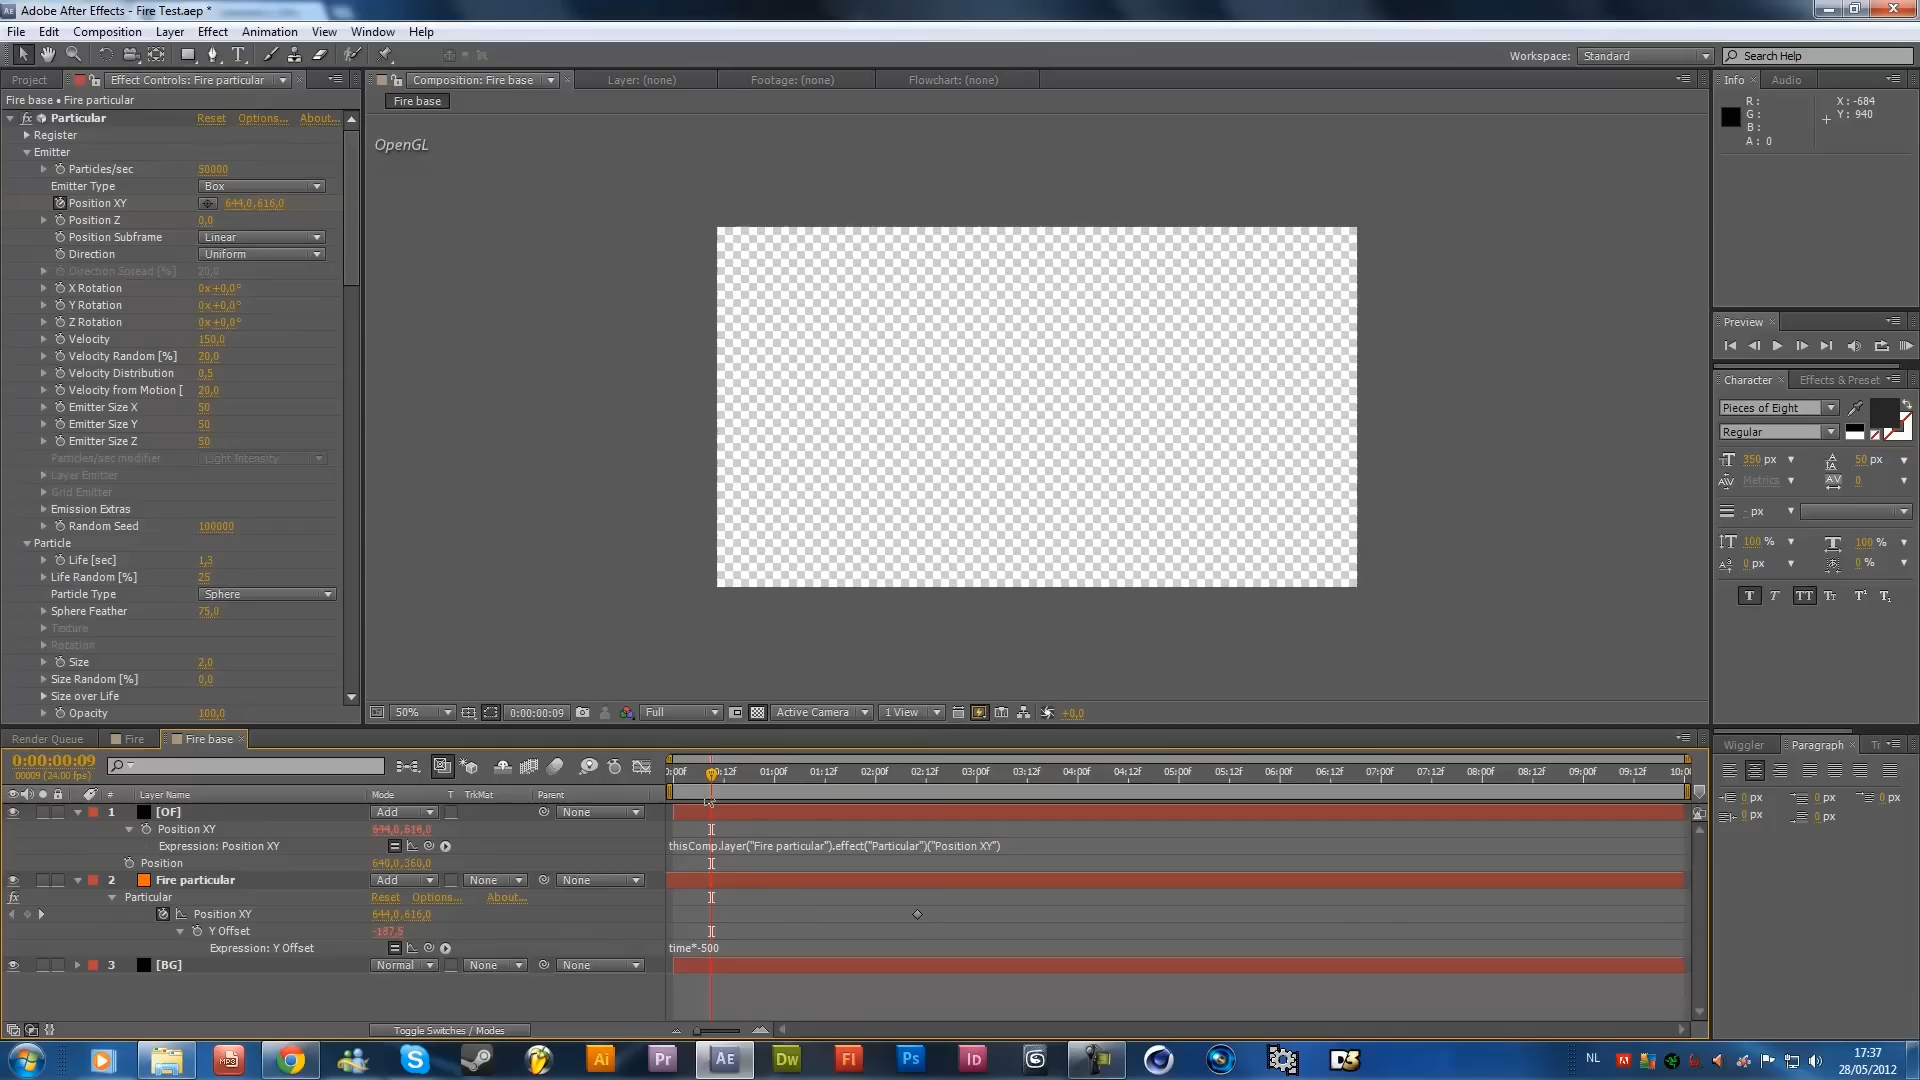 Adobe After Effects - Fire Test.aep *
File Edit Composition Layer Effect Animation View Window Help
Workspace: Standard Search Help
Project Effect Controls: Fire particular Composition: Fire base Layer: (none) Footage: (none) Flowchart: (none) Info Audio
Fire base • Fire particular
Fire base
R: X: -684
G: Y: 940
B:
A: 0
Particular Reset Options... About...
Register
Emitter
OpenGL
Particles/sec 50000
Emitter Type Box
Position XY 644,0,616,0
Position Z 0,0
Position Subframe Linear
Direction Uniform
Direction Spread [%] 20,0
X Rotation 0x+0,0°
Y Rotation 0x+0,0°
Z Rotation 0x+0,0°
Velocity 150,0
Velocity Random [%] 20,0
Velocity Distribution 0,5
Velocity from Motion [ 20,0
Emitter Size X 50
Emitter Size Y 50
Emitter Size Z 50
Particles/sec modifier Light Intensity
Layer Emitter
Grid Emitter
Emission Extras
Random Seed 100000
Particle
Life [sec] 1,3
Life Random [%] 25
Particle Type Sphere
Sphere Feather 75,0
Texture
Rotation
Size 2,0
Size Random [%] 0,0
Size over Life
Opacity 100,0
Preview
Character Effects & Preset
Pieces of Eight
Regular
350 px 50 px
Metrics 0
- px
100 % 100 %
0 px 0 %
T T TT Tt T¹ T₁
50% 0:00:00:09 Full Active Camera 1 View +0,0
Render Queue Fire Fire base
0:00:00:09
00009 (24.00 fps)
:00f 00:12f 01:00f 01:12f 02:00f 02:12f 03:00f 03:12f 04:00f 04:12f 05:00f 05:12f 06:00f 06:12f 07:00f 07:12f 08:00f 08:12f 09:00f 09:12f 10:0
# Layer Name Mode T TrkMat Parent
1 [OF] Add None
Position XY 644,0,616,0
Expression: Position XY thisComp.layer("Fire particular").effect("Particular")("Position XY")
Position 640,0,360,0
2 Fire particular Add None None
Particular Reset Options... About...
Position XY 644,0,616,0
Y Offset -187,5
Expression: Y Offset time*-500
3 [BG] Normal None None
Toggle Switches / Modes
Wiggler Paragraph
0 px 0 px 0 px
0 px 0 px
Ai Pr Ae Dw Fl Ps Id D3
NL
17:37
28/05/2012